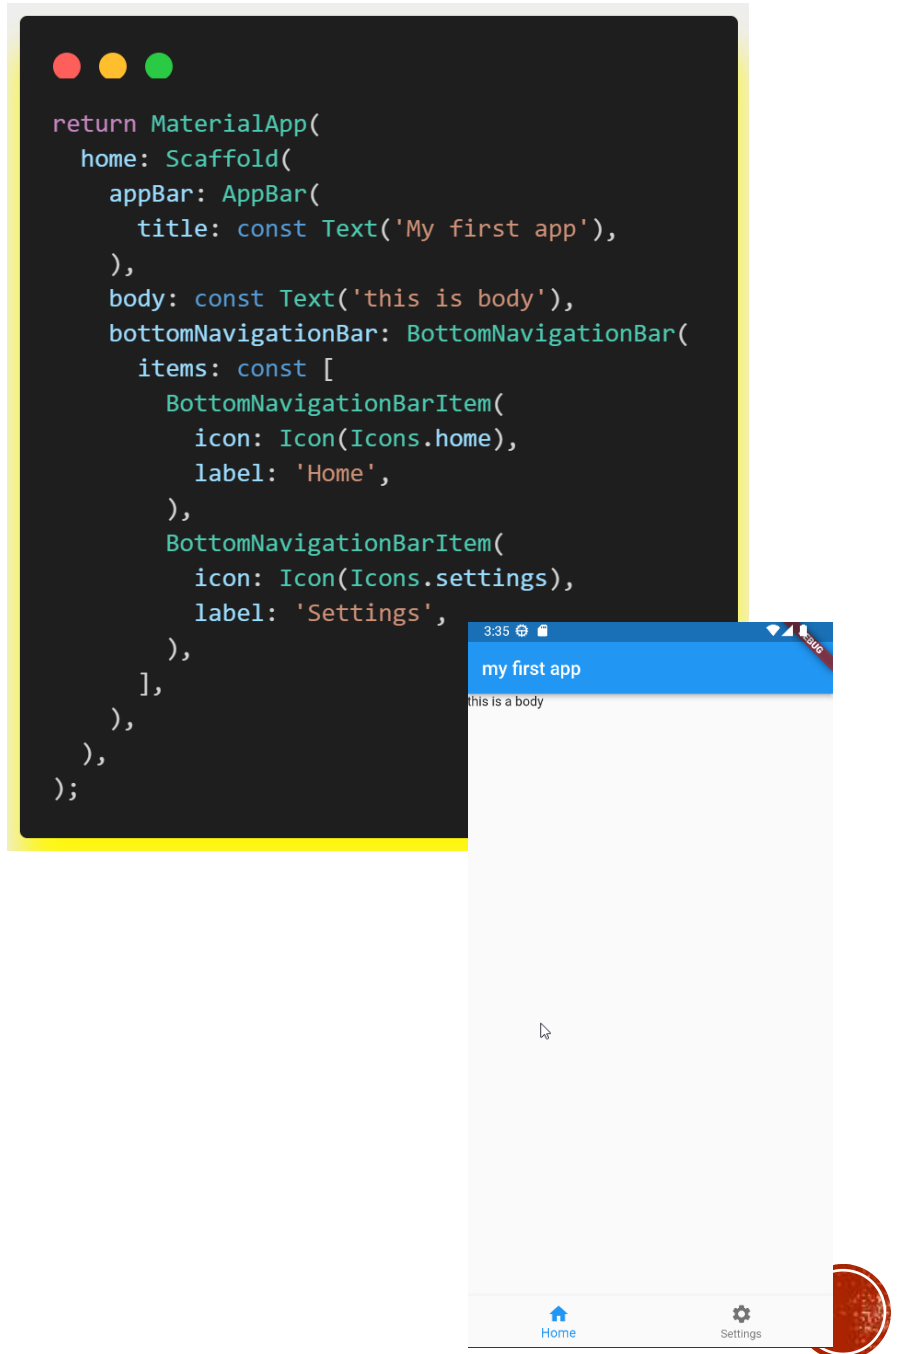 return MaterialApp(
  home: Scaffold(
    appBar: AppBar(
      title: const Text('My first app'),
    ),
    body: const Text('this is body'),
    bottomNavigationBar: BottomNavigationBar(
      items: const [
        BottomNavigationBarItem(
          icon: Icon(Icons.home),
          label: 'Home',
        ),
        BottomNavigationBarItem(
          icon: Icon(Icons.settings),
          label: 'Settings',
        ),
      ],
    ),
  ),
);
3:35
my first app
this is a body
Home
Settings